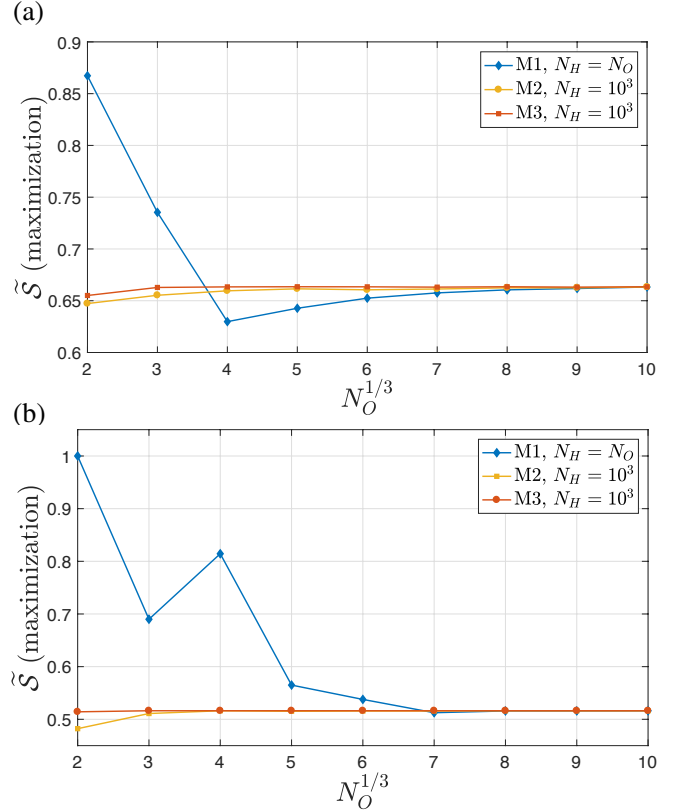 (a)
0.9
0.85
0.8
0.75
0.7
0.65
0.6
S̃ (maximization)
M1, N_H = N_O
M2, N_H = 10^3
M3, N_H = 10^3
2 3 4 5 6 7 8 9 10
N_O^{1/3}
(b)
1
0.9
0.8
0.7
0.6
0.5
S̃ (maximization)
M1, N_H = N_O
M2, N_H = 10^3
M3, N_H = 10^3
2 3 4 5 6 7 8 9 10
N_O^{1/3}